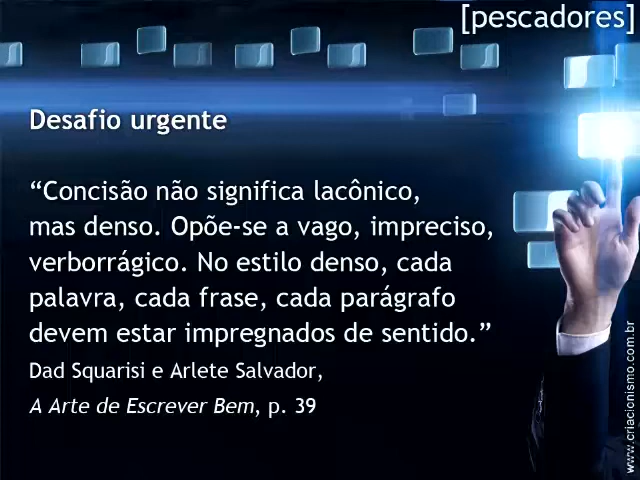 [pescadores]
Desafio urgente
“Concisão não significa lacônico,
mas denso. Opõe-se a vago, impreciso,
verborrágico. No estilo denso, cada
palavra, cada frase, cada parágrafo
devem estar impregnados de sentido.”
Dad Squarisi e Arlete Salvador,
A Arte de Escrever Bem, p. 39
www.criacionismo.com.br